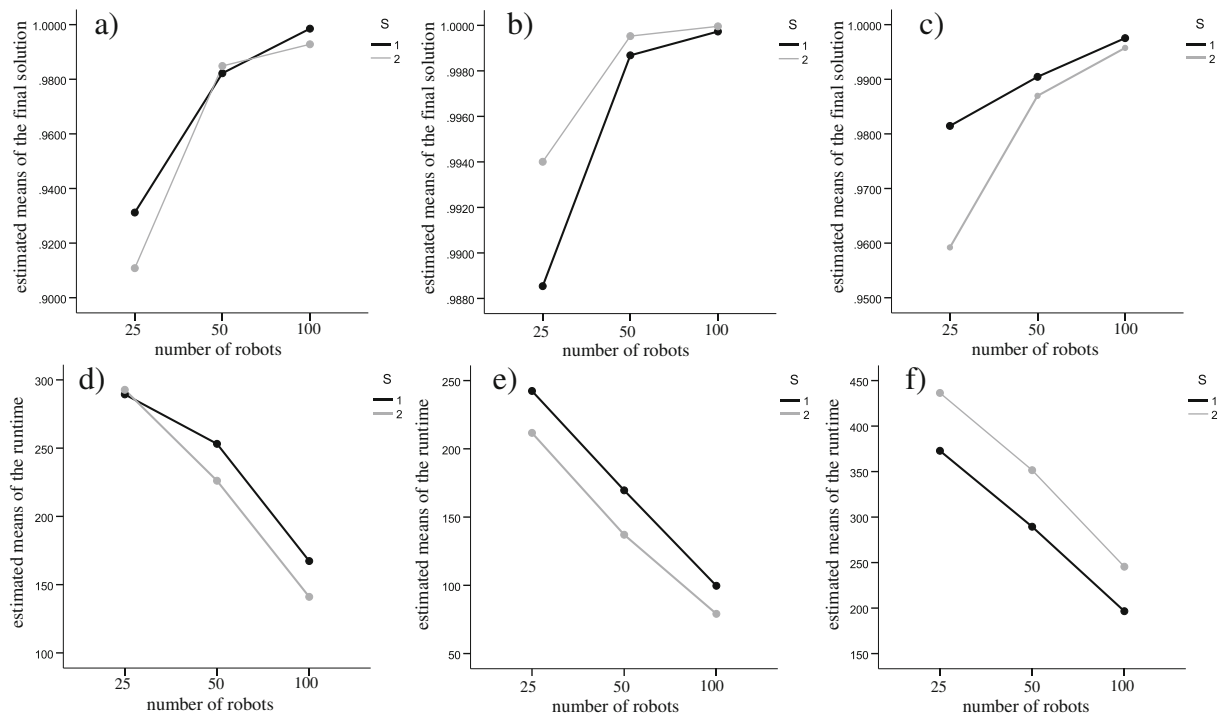 a)
estimated means of the final solution
1.0000
.9800
.9600
.9400
.9200
.9000
25
50
100
number of robots
S
1
2
b)
estimated means of the final solution
1.0000
.9980
.9960
.9940
.9920
.9900
.9880
25
50
100
number of robots
S
1
2
c)
estimated means of the final solution
1.0000
.9900
.9800
.9700
.9600
.9500
25
50
100
number of robots
S
1
2
d)
estimated means of the runtime
300
250
200
150
100
25
50
100
number of robots
S
1
2
e)
estimated means of the runtime
250
200
150
100
50
25
50
100
number of robots
S
1
2
f)
estimated means of the runtime
450
400
350
300
250
200
150
25
50
100
number of robots
S
1
2